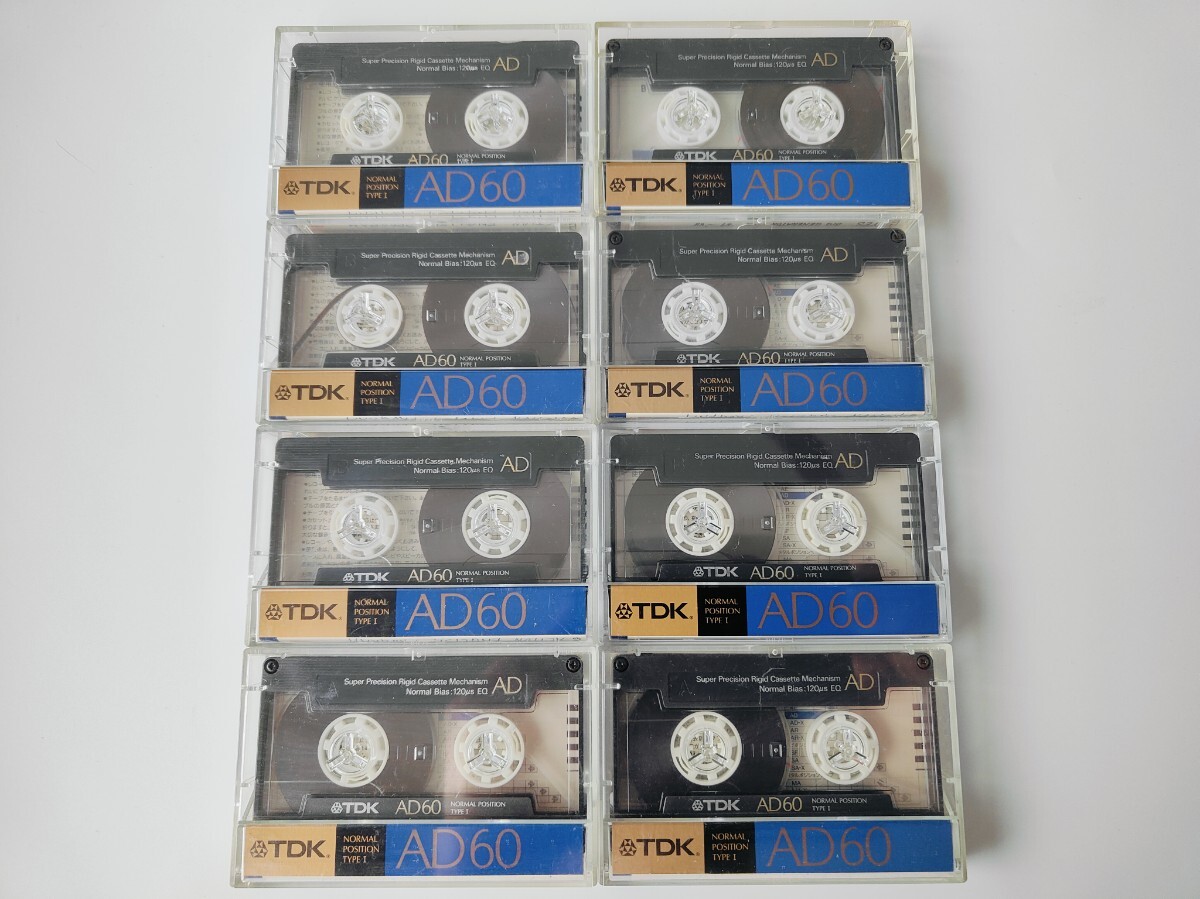 Super Precision Rigid Cassette Mechanism
Normal Bias:120µs EQ AD
TDK AD60 NORMAL POSITION
TYPE I
TDK. NORMAL
POSITION
TYPE I
AD60
Super Precision Rigid Cassette Mechanism
Normal Bias:120µs EQ AD
TDK AD60 NORMAL POSITION
TYPE I
TDK. NORMAL
POSITION
TYPE I
AD60
Super Precision Rigid Cassette Mechanism
Normal Bias:120µs EQ AD
TDK AD60 NORMAL POSITION
TYPE I
TDK. NORMAL
POSITION
TYPE I
AD60
Super Precision Rigid Cassette Mechanism
Normal Bias:120µs EQ AD
TDK AD60 NORMAL POSITION
TYPE I
TDK. NORMAL
POSITION
TYPE I
AD60
Super Precision Rigid Cassette Mechanism
Normal Bias:120µs EQ AD
TDK AD60 NORMAL POSITION
TYPE I
TDK. NORMAL
POSITION
TYPE I
AD60
Super Precision Rigid Cassette Mechanism
Normal Bias:120µs EQ AD
TDK AD60 NORMAL POSITION
TYPE I
TDK. NORMAL
POSITION
TYPE I
AD60
Super Precision Rigid Cassette Mechanism
Normal Bias:120µs EQ AD
TDK AD60 NORMAL POSITION
TYPE I
TDK. NORMAL
POSITION
TYPE I
AD60
Super Precision Rigid Cassette Mechanism
Normal Bias:120µs EQ AD
AD-X
AR
SA
SA-X
MA
TDK AD60 NORMAL POSITION
TYPE I
TDK. NORMAL
POSITION
TYPE I
AD60